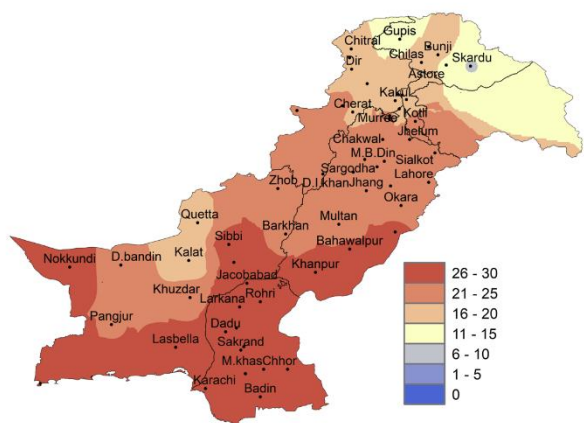 Gupis
Chitral
Bunji
Chilas
Dir
Skardu
Astore
Kakul
Cherat
Kotli
Murree
Chakwal
Jhelum
M.B.Din
Sialkot
Sargodha
Zhob
D.I.khan
Jhang
Lahore
Okara
Quetta
Multan
Barkhan
Sibbi
Bahawalpur
Nokkundi
D.bandin
Kalat
Khanpur
Jacobabad
Khuzdar
Larkana
Rohri
Pangjur
Dadu
Lasbella
Sakrand
M.khas
Chhor
Karachi
Badin
26 - 30
21 - 25
16 - 20
11 - 15
6 - 10
1 - 5
0